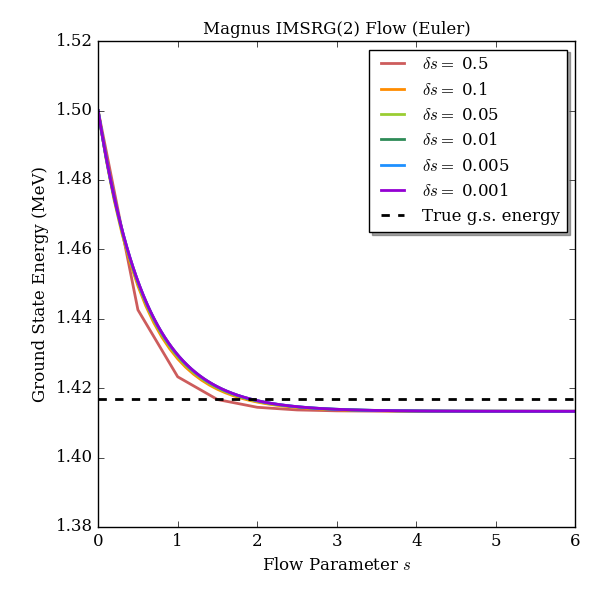 Magnus IMSRG(2) Flow (Euler)
1.52
1.50
1.48
1.46
1.44
1.42
1.40
1.38
Ground State Energy (MeV)
δs = 0.5
δs = 0.1
δs = 0.05
δs = 0.01
δs = 0.005
δs = 0.001
True g.s. energy
0 1 2 3 4 5 6
Flow Parameter s